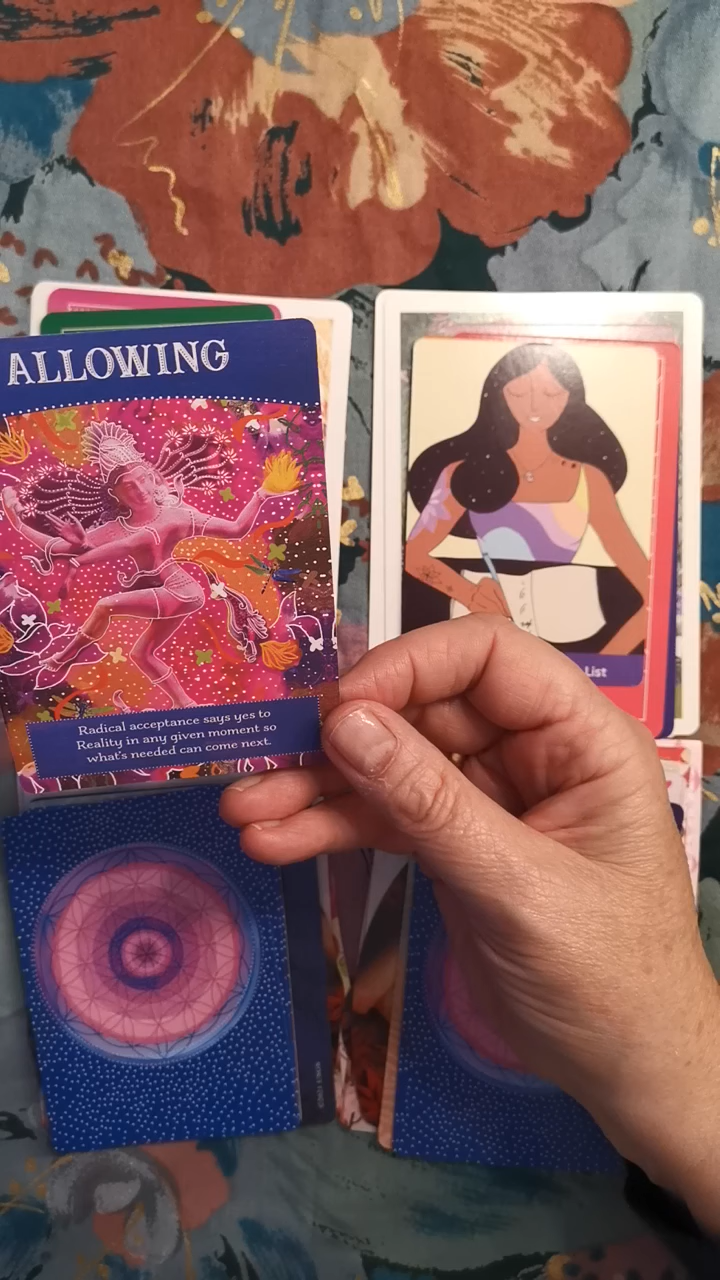 ALLOWING
Radical acceptance says yes to
Reality in any given moment so
what's needed can come next.
List